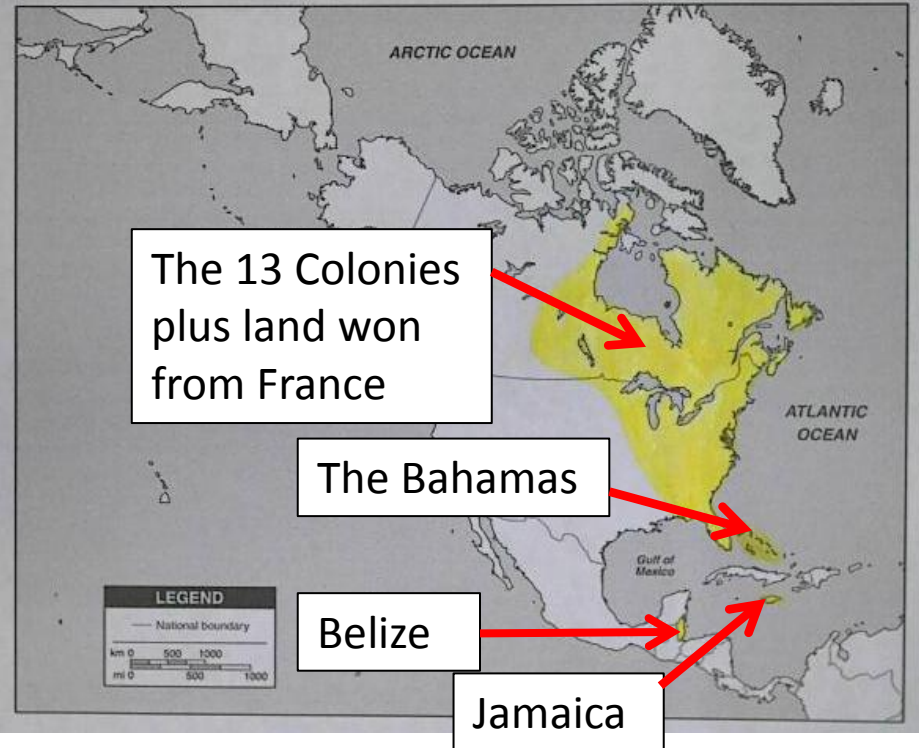 ARCTIC OCEAN
The 13 Colonies
plus land won
from France
ATLANTIC
OCEAN
The Bahamas
Gulf of
Mexico
LEGEND
National boundary
km 0 500 1000
mi 0 500 1000
Belize
Jamaica